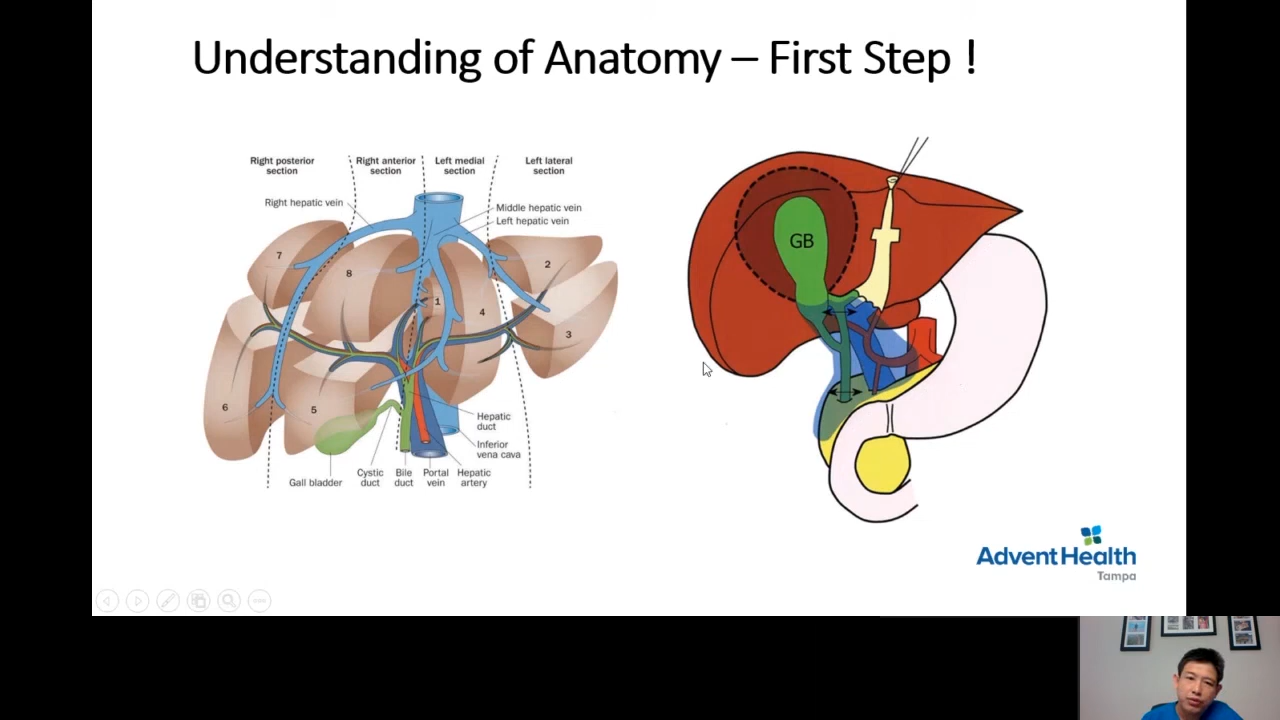 Understanding of Anatomy – First Step !
Right posterior
section
Right anterior
section
Left medial
section
Left lateral
section
Right hepatic vein
Middle hepatic vein
Left hepatic vein
7
8
1
4
2
3
6
5
Hepatic
duct
Inferior
vena cava
Gall bladder
Cystic
duct
Bile
duct
Portal
vein
Hepatic
artery
GB
AdventHealth
Tampa